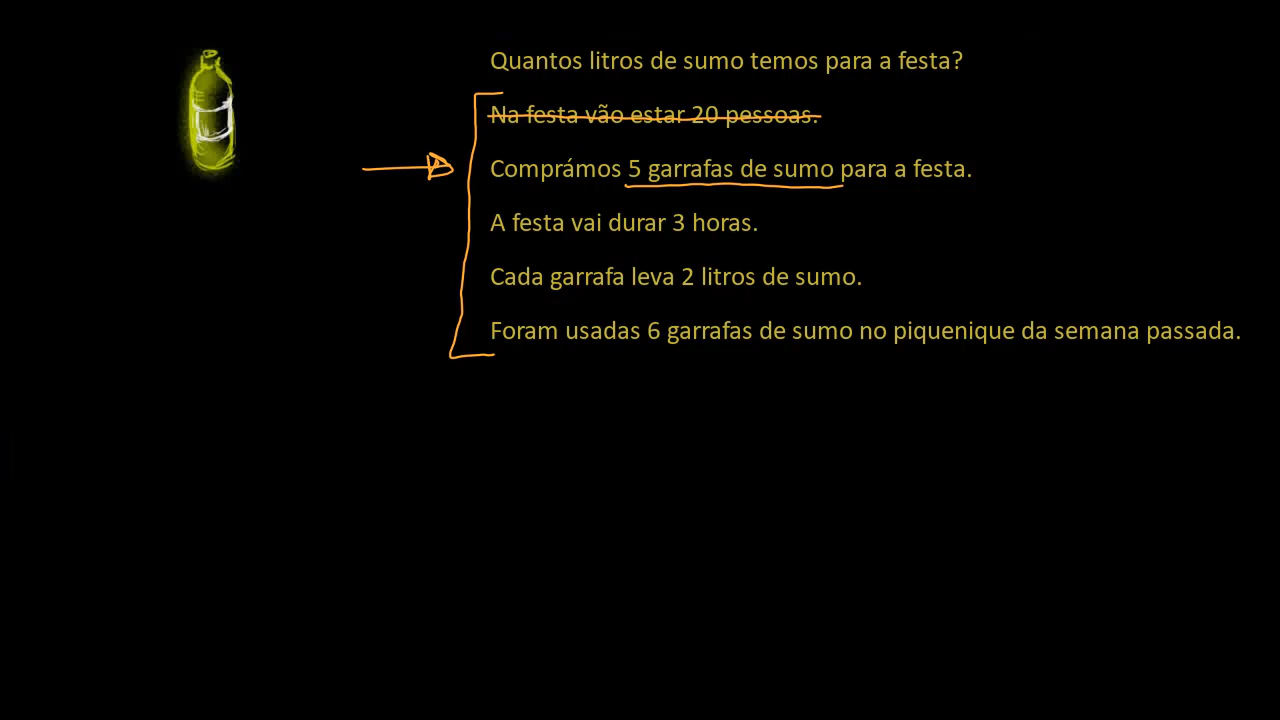 Quantos litros de sumo temos para a festa?
Na festa vão estar 20 pessoas.
Comprámos 5 garrafas de sumo para a festa.
A festa vai durar 3 horas.
Cada garrafa leva 2 litros de sumo.
Foram usadas 6 garrafas de sumo no piquenique da semana passada.